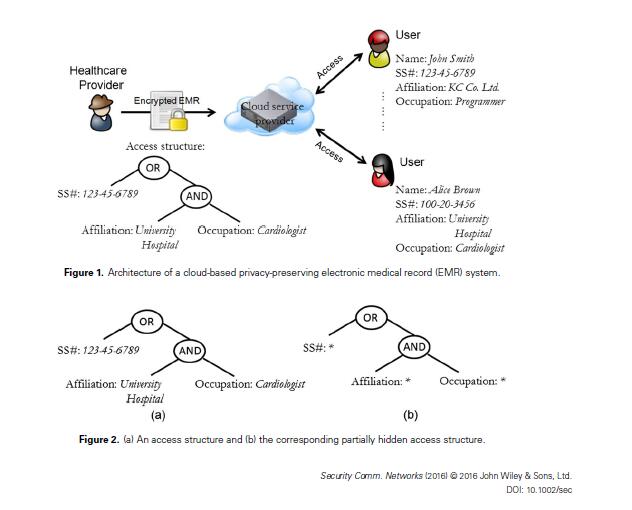 User
Name: John Smith
SS#: 123-45-6789
Affiliation: KC Co. Ltd.
Occupation: Programmer
Healthcare
Provider
Encrypted EMR
Cloud service
provider
Access
Access
Access structure:
OR
SS#: 123-45-6789
AND
Affiliation: University
Hospital
Occupation: Cardiologist
User
Name: Alice Brown
SS#: 100-20-3456
Affiliation: University
Hospital
Occupation: Cardiologist
Figure 1. Architecture of a cloud-based privacy-preserving electronic medical record (EMR) system.
OR
SS#: 123-45-6789
AND
Affiliation: University
Hospital
Occupation: Cardiologist
(a)
OR
SS#: *
AND
Affiliation: *
Occupation: *
(b)
Figure 2. (a) An access structure and (b) the corresponding partially hidden access structure.
Security Comm. Networks (2016) © 2016 John Wiley & Sons, Ltd.
DOI: 10.1002/sec